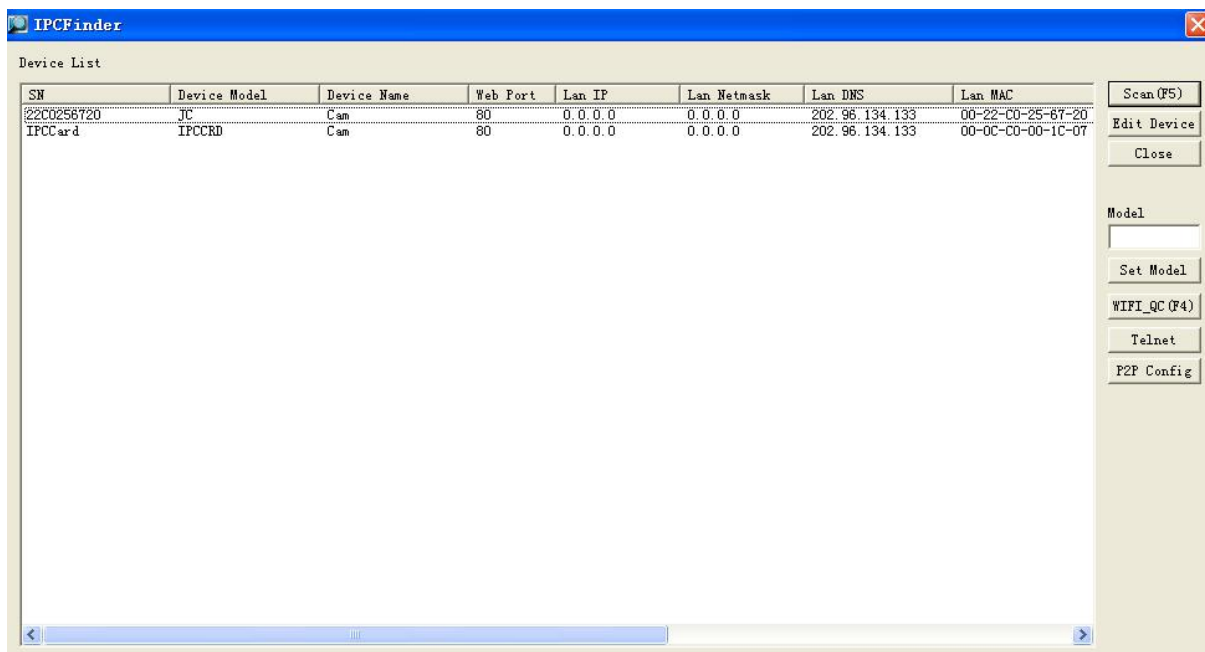 IPCFinder
Device List
SN Device Model Device Name Web Port Lan IP Lan Netmask Lan DNS Lan MAC
22C0256720 JC Cam 80 0.0.0.0 0.0.0.0 202.96.134.133 00-22-C0-25-67-20
IPCCard IPCCRD Cam 80 0.0.0.0 0.0.0.0 202.96.134.133 00-0C-C0-00-1C-07
Scan(F5)
Edit Device
Close
Model
Set Model
WIFI_QC(F4)
Telnet
P2P Config